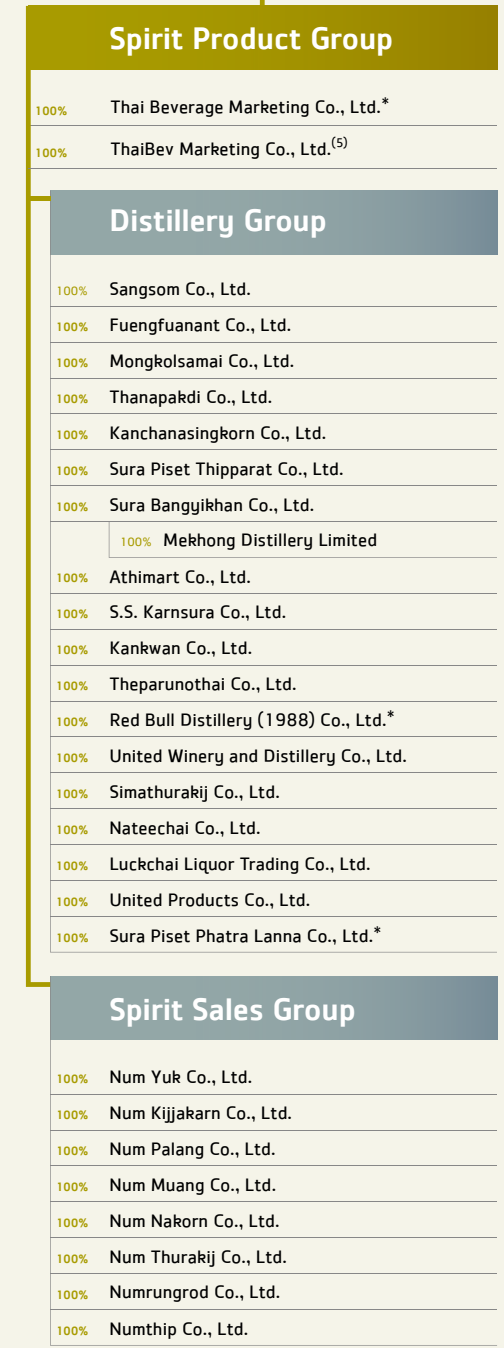 Spirit Product Group
100% Thai Beverage Marketing Co., Ltd.*
100% ThaiBev Marketing Co., Ltd.(5)
Distillery Group
100% Sangsom Co., Ltd.
100% Fuengfuanant Co., Ltd.
100% Mongkolsamai Co., Ltd.
100% Thanapakdi Co., Ltd.
100% Kanchanasingkorn Co., Ltd.
100% Sura Piset Thipparat Co., Ltd.
100% Sura Bangyikhan Co., Ltd.
100% Mekhong Distillery Limited
100% Athimart Co., Ltd.
100% S.S. Karnsura Co., Ltd.
100% Kankwan Co., Ltd.
100% Theparunothai Co., Ltd.
100% Red Bull Distillery (1988) Co., Ltd.*
100% United Winery and Distillery Co., Ltd.
100% Simathurakij Co., Ltd.
100% Nateechai Co., Ltd.
100% Luckchai Liquor Trading Co., Ltd.
100% United Products Co., Ltd.
100% Sura Piset Phatra Lanna Co., Ltd.*
Spirit Sales Group
100% Num Yuk Co., Ltd.
100% Num Kijjakarn Co., Ltd.
100% Num Palang Co., Ltd.
100% Num Muang Co., Ltd.
100% Num Nakorn Co., Ltd.
100% Num Thurakij Co., Ltd.
100% Numrungrod Co., Ltd.
100% Numthip Co., Ltd.